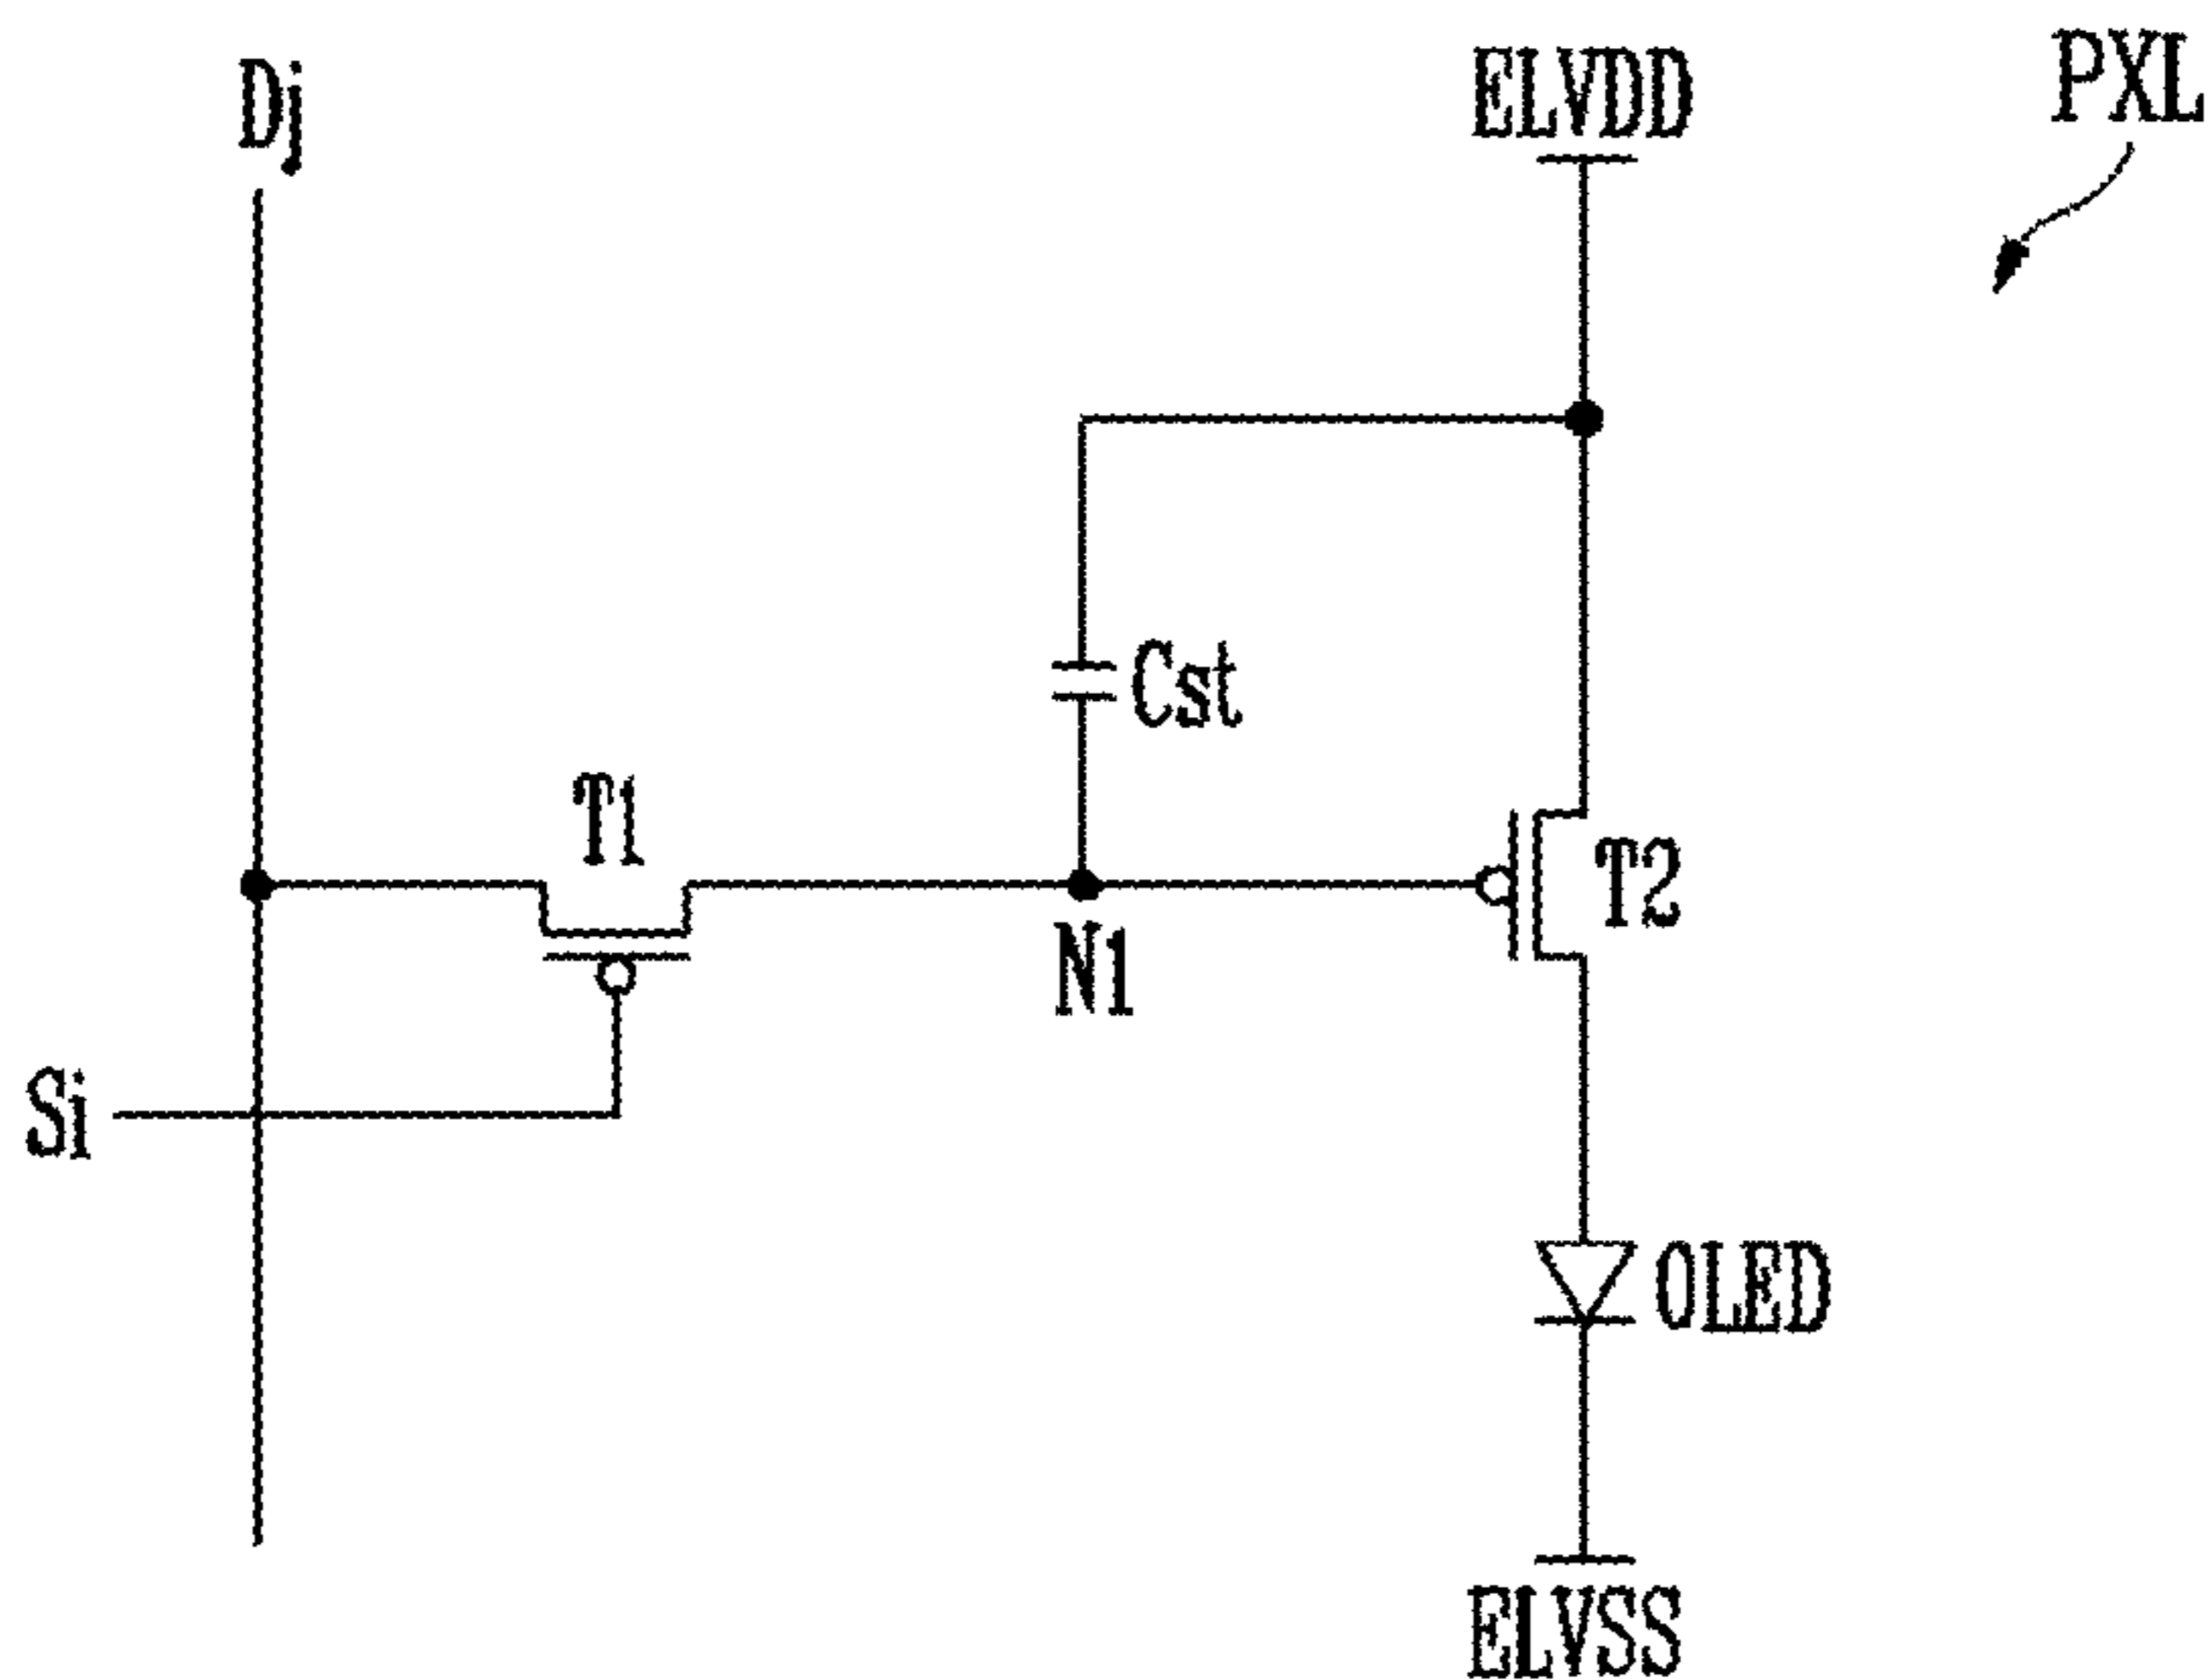 Dj
ELVDD
PXL
Cst
T1
T2
N1
Si
OLED
ELVSS